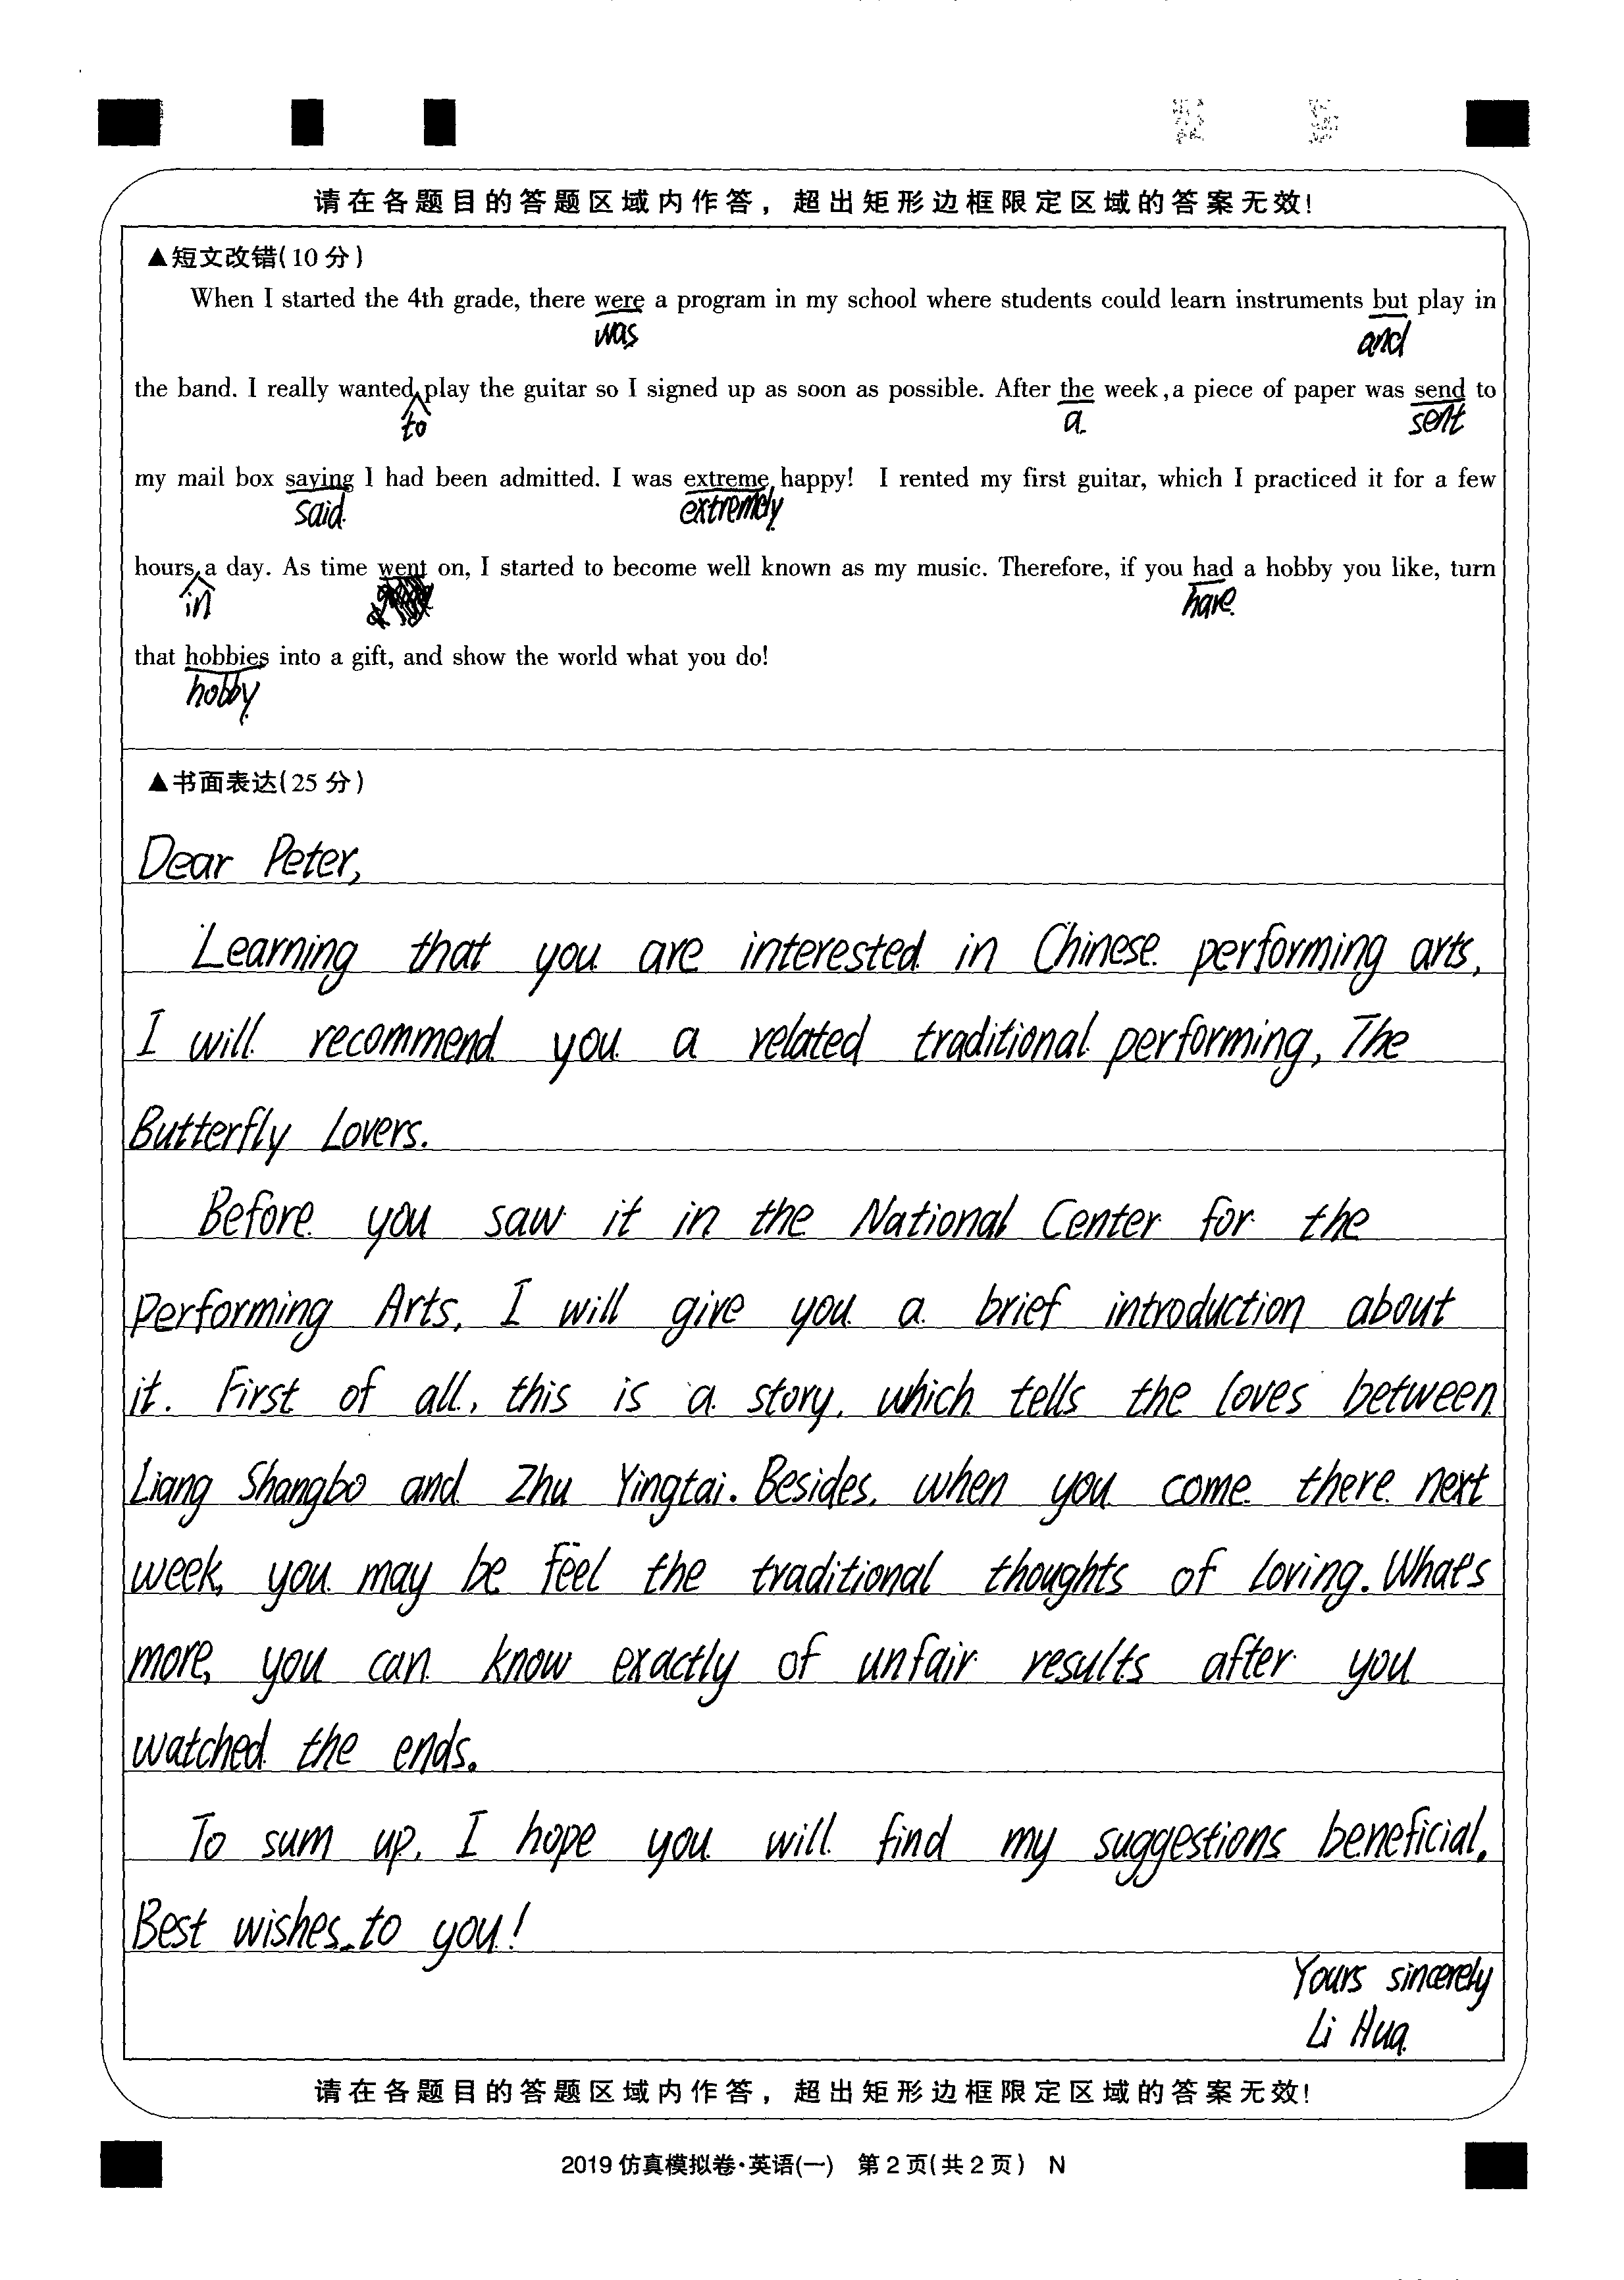 请在各题目的答题区域内作答，超出矩形边框限定区域的答案无效！
▲短文改错(10分)
When I started the 4th grade, there were a program in my school where students could learn instruments but play in
was and
the band. I really wanted play the guitar so I signed up as soon as possible. After the week, a piece of paper was send to
to a sent
my mail box saying I had been admitted. I was extreme happy! I rented my first guitar, which I practiced it for a few
said extremely
hours a day. As time went on, I started to become well known as my music. Therefore, if you had a hobby you like, turn
in have
that hobbies into a gift, and show the world what you do!
hobby
▲书面表达(25分)
Dear Peter,
Learning that you are interested in Chinese performing arts,
I will recommend you a related traditional performing, The
Butterfly Lovers.
Before you saw it in the National Center for the
Performing Arts, I will give you a brief introduction about
it. First of all, this is a story, which tells the loves between
Liang Shangbo and Zhu Yingtai. Besides, when you come there next
week, you may be feel the traditional thoughts of loving. What's
more, you can know exactly of unfair results after you
watched the ends.
To sum up, I hope you will find my suggestions beneficial.
Best wishes to you!
Yours sincerely
Li Hua
请在各题目的答题区域内作答，超出矩形边框限定区域的答案无效！
2019仿真模拟卷·英语(一) 第2页(共2页) N